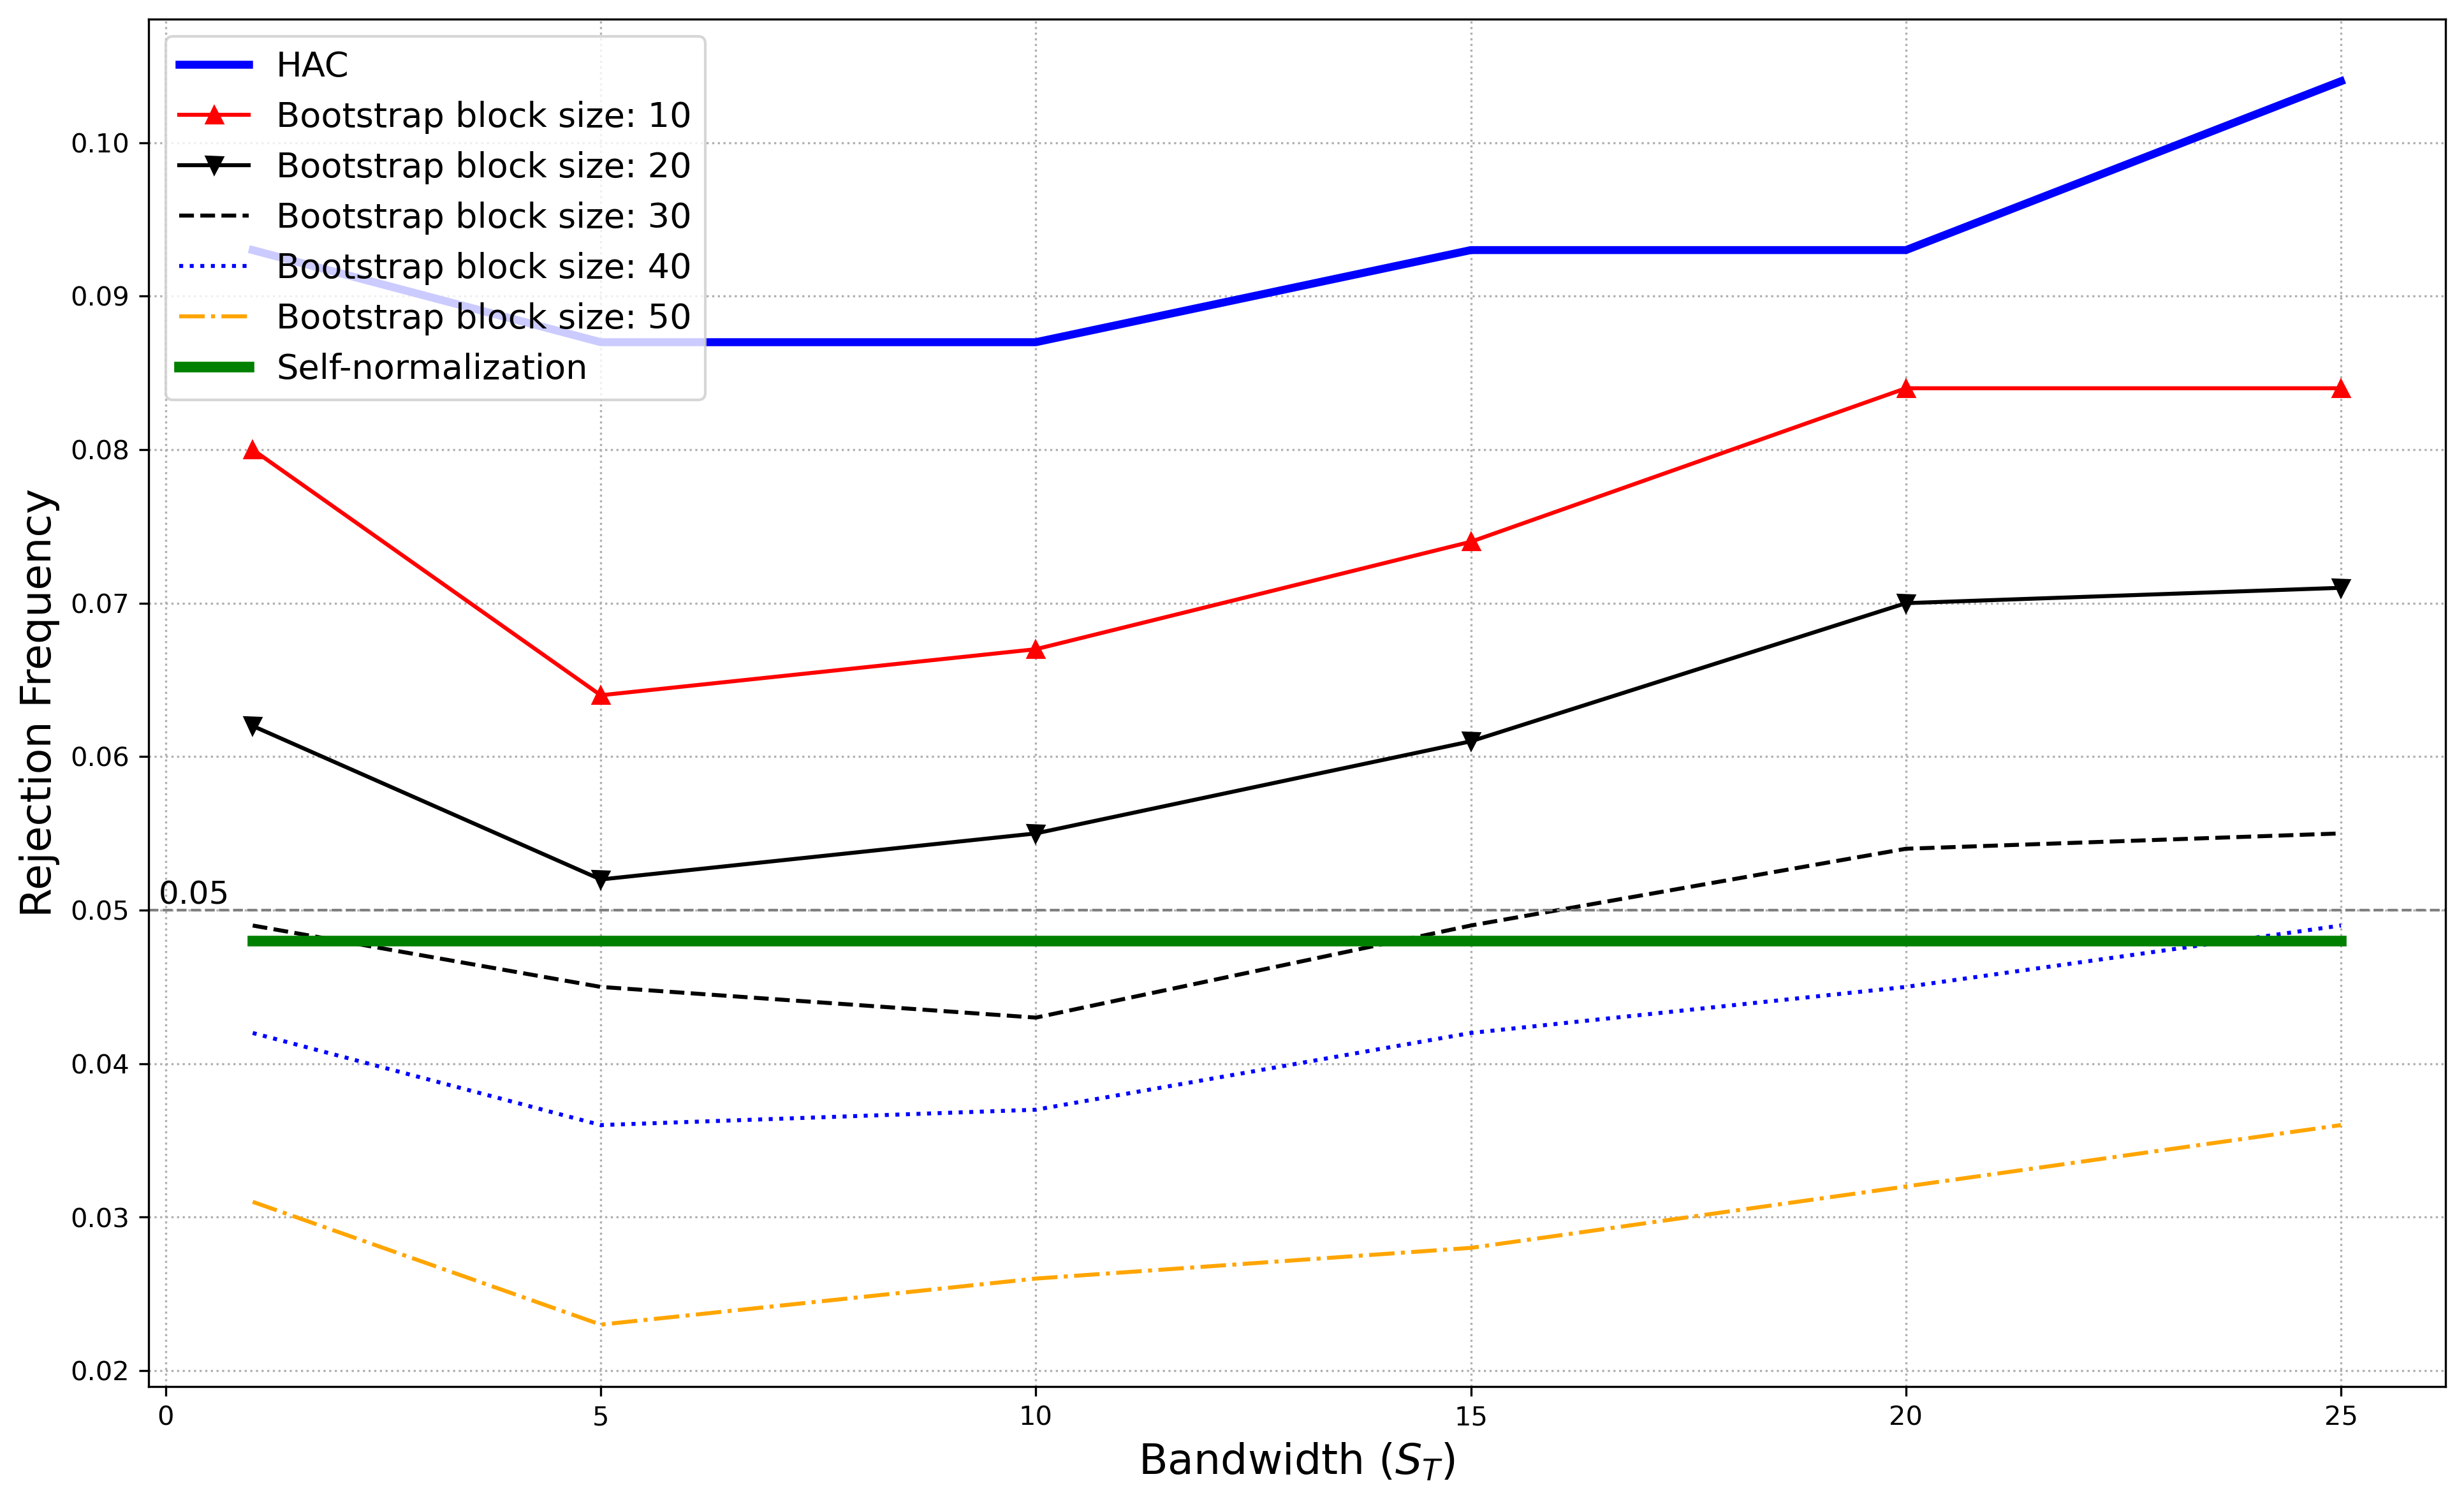 HAC
Bootstrap block size: 10
Bootstrap block size: 20
Bootstrap block size: 30
Bootstrap block size: 40
Bootstrap block size: 50
Self-normalization
Rejection Frequency
0.10
0.09
0.08
0.07
0.06
0.05
0.05
0.04
0.03
0.02
0 5 10 15 20 25
Bandwidth (S_T)